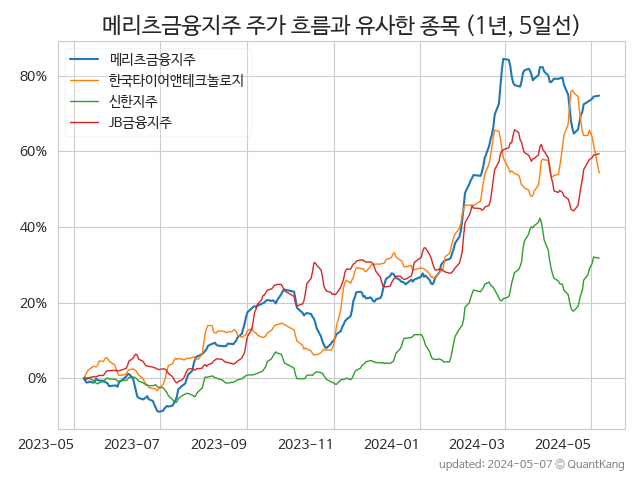 메리츠금융지주 주가 흐름과 유사한 종목 (1년, 5일선)
메리츠금융지주
한국타이어앤테크놀로지
신한지주
JB금융지주
80%
60%
40%
20%
0%
2023-05 2023-07 2023-09 2023-11 2024-01 2024-03 2024-05
updated: 2024-05-07 © QuantKang